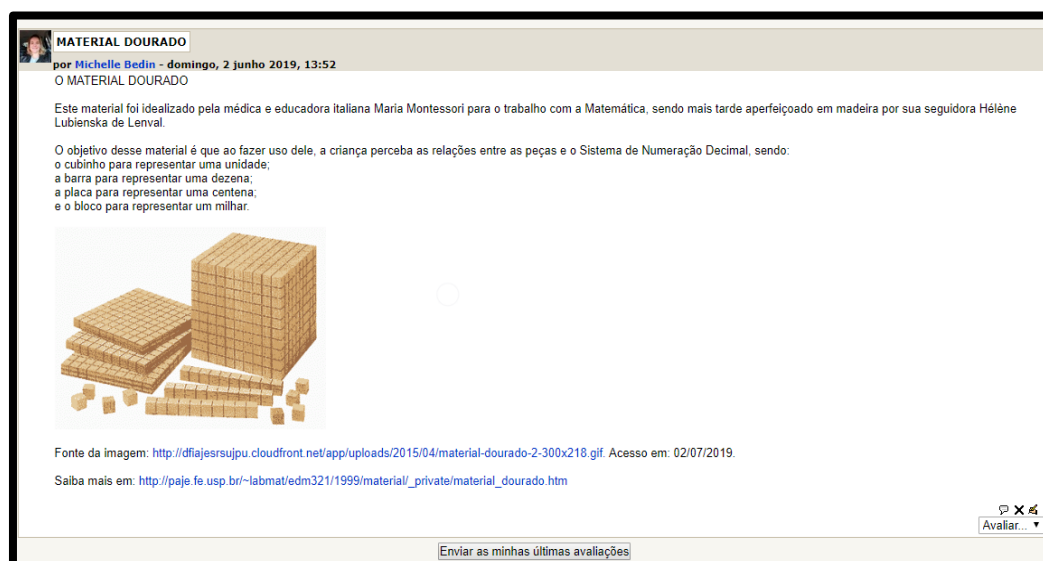 MATERIAL DOURADO
por Michelle Bedin - domingo, 2 junho 2019, 13:52
O MATERIAL DOURADO
Este material foi idealizado pela médica e educadora italiana Maria Montessori para o trabalho com a Matemática, sendo mais tarde aperfeiçoado em madeira por sua seguidora Hélène
Lubienska de Lenval.
O objetivo desse material é que ao fazer uso dele, a criança perceba as relações entre as peças e o Sistema de Numeração Decimal, sendo:
o cubinho para representar uma unidade;
a barra para representar uma dezena;
a placa para representar uma centena;
e o bloco para representar um milhar.
Fonte da imagem: http://dfiajesrsujpu.cloudfront.net/app/uploads/2015/04/material-dourado-2-300x218.gif. Acesso em: 02/07/2019.
Saiba mais em: http://paje.fe.usp.br/~labmat/edm321/1999/material/_private/material_dourado.htm
Avaliar...
Enviar as minhas últimas avaliações